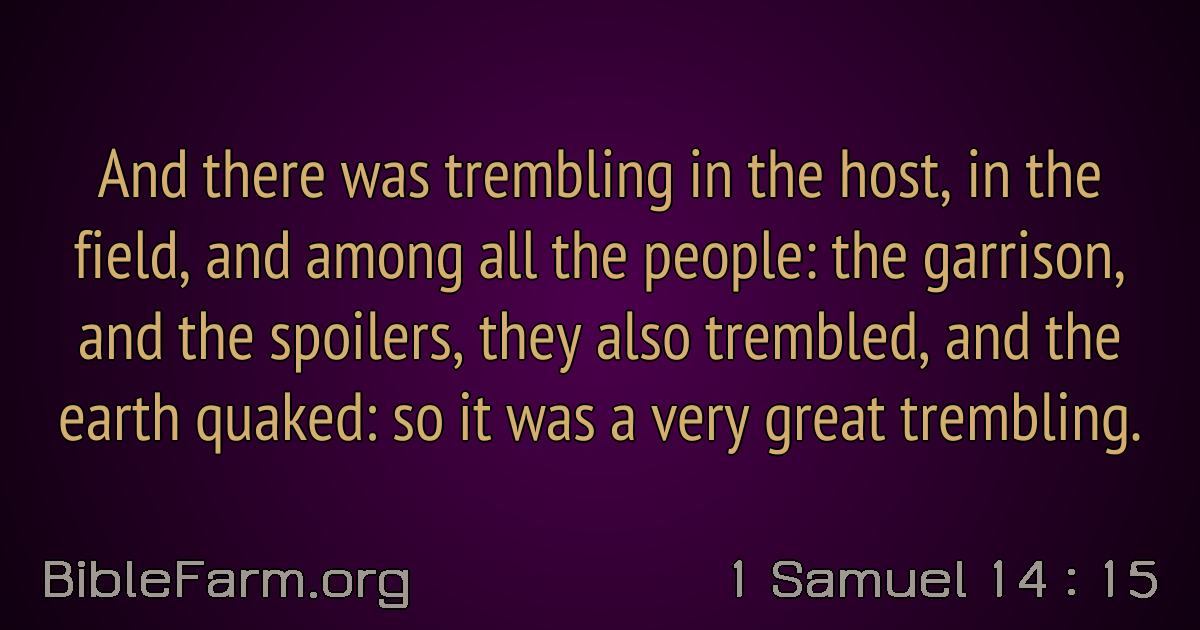 And there was trembling in the host, in the
field, and among all the people: the garrison,
and the spoilers, they also trembled, and the
earth quaked: so it was a very great trembling.
BibleFarm.org
1 Samuel 14 : 15